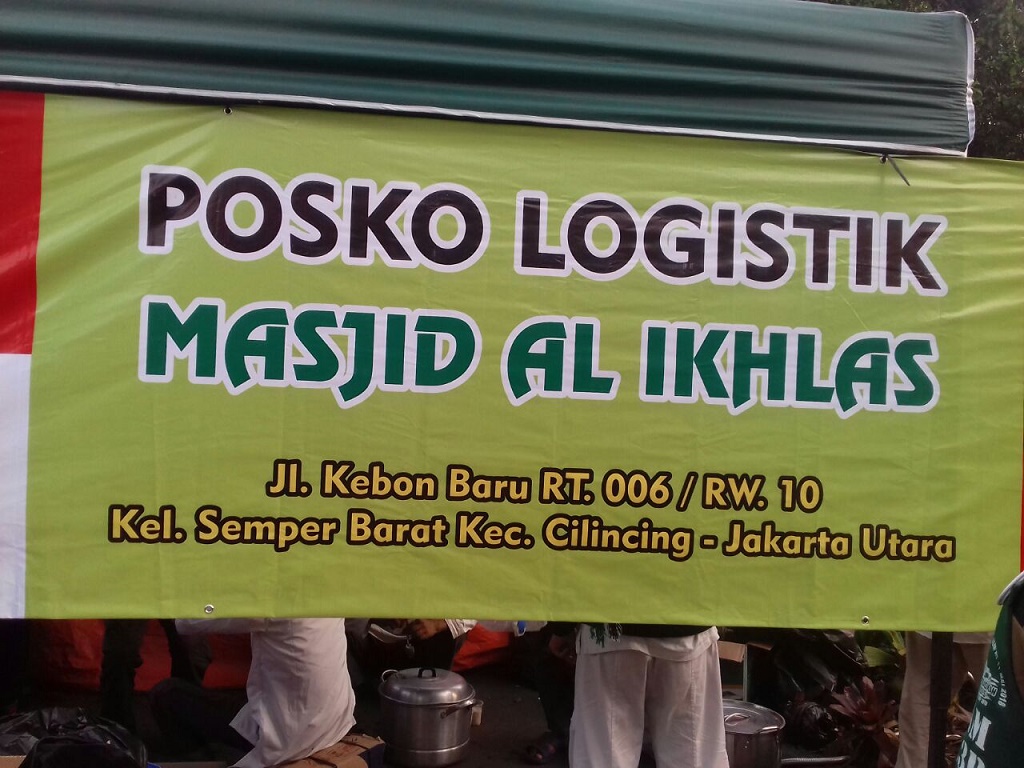 POSKO LOGISTIK
MASJID AL IKHLAS
Jl. Kebon Baru RT. 006 / RW. 10
Kel. Semper Barat Kec. Cilincing - Jakarta Utara